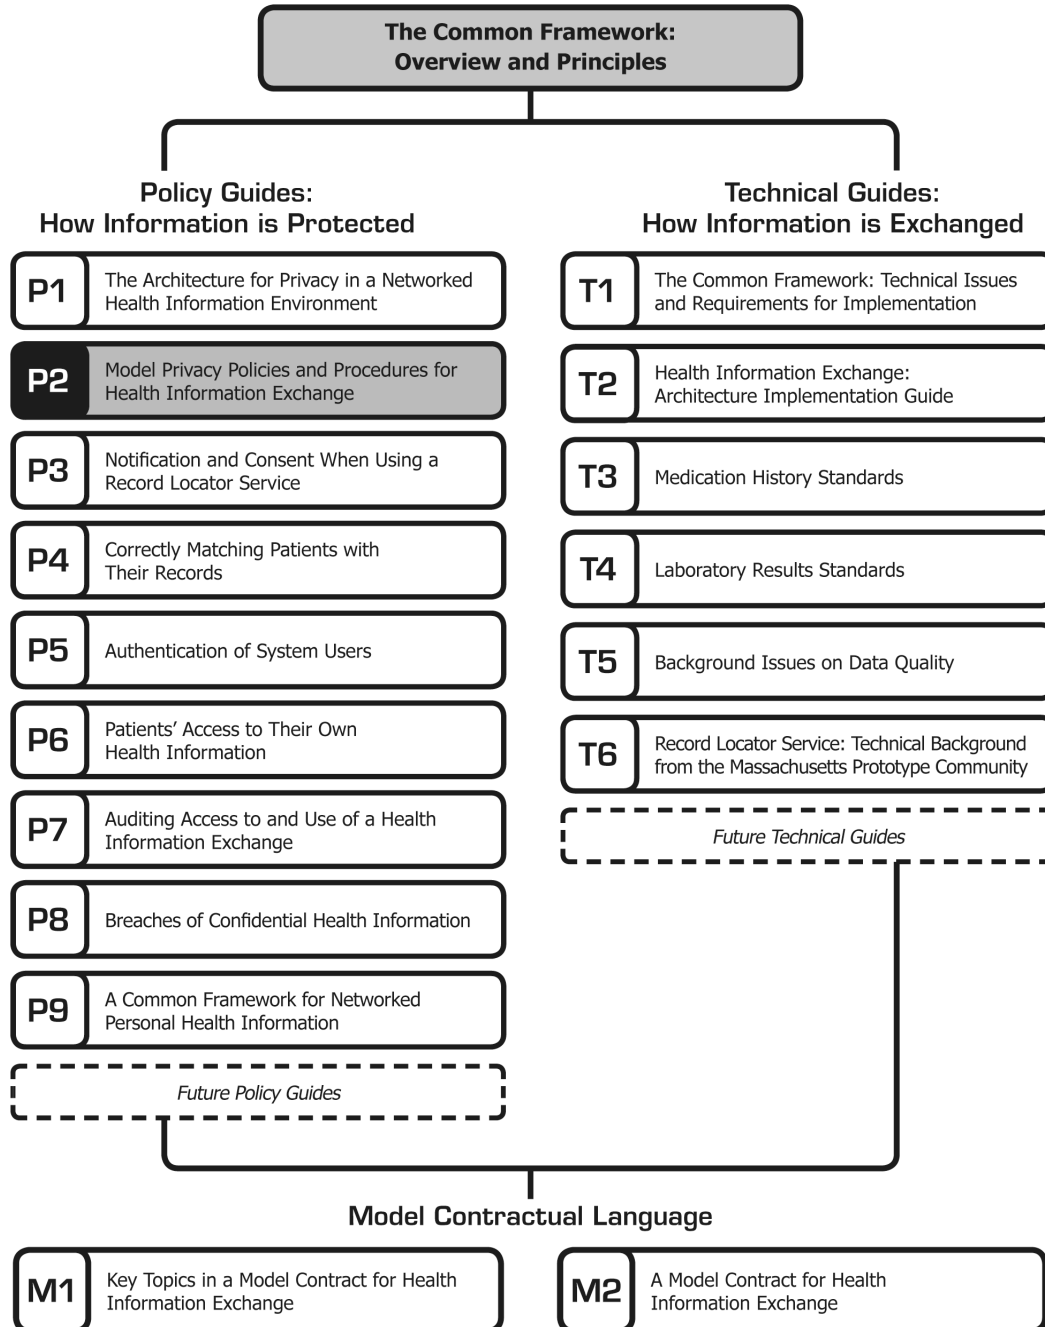 The Common Framework:
Overview and Principles
Policy Guides:
How Information is Protected
P1
The Architecture for Privacy in a Networked
Health Information Environment
P2
Model Privacy Policies and Procedures for
Health Information Exchange
P3
Notification and Consent When Using a
Record Locator Service
P4
Correctly Matching Patients with
Their Records
P5
Authentication of System Users
P6
Patients’ Access to Their Own
Health Information
P7
Auditing Access to and Use of a Health
Information Exchange
P8
Breaches of Confidential Health Information
P9
A Common Framework for Networked
Personal Health Information
Future Policy Guides
Technical Guides:
How Information is Exchanged
T1
The Common Framework: Technical Issues
and Requirements for Implementation
T2
Health Information Exchange:
Architecture Implementation Guide
T3
Medication History Standards
T4
Laboratory Results Standards
T5
Background Issues on Data Quality
T6
Record Locator Service: Technical Background
from the Massachusetts Prototype Community
Future Technical Guides
Model Contractual Language
M1
Key Topics in a Model Contract for Health
Information Exchange
M2
A Model Contract for Health
Information Exchange